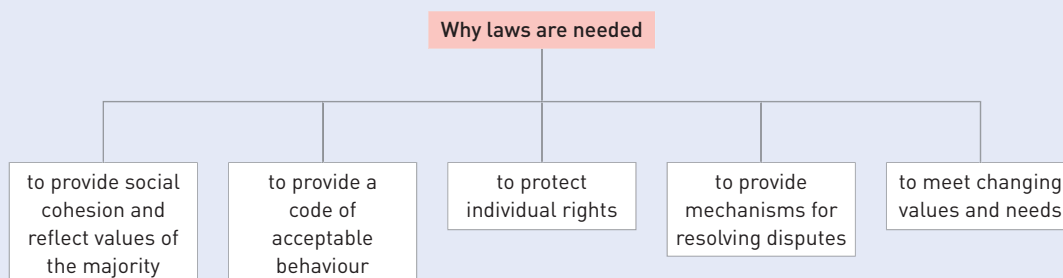 Why laws are needed
to provide social
cohesion and
reflect values of
the majority
to provide a
code of
acceptable
behaviour
to protect
individual rights
to provide
mechanisms for
resolving disputes
to meet changing
values and needs